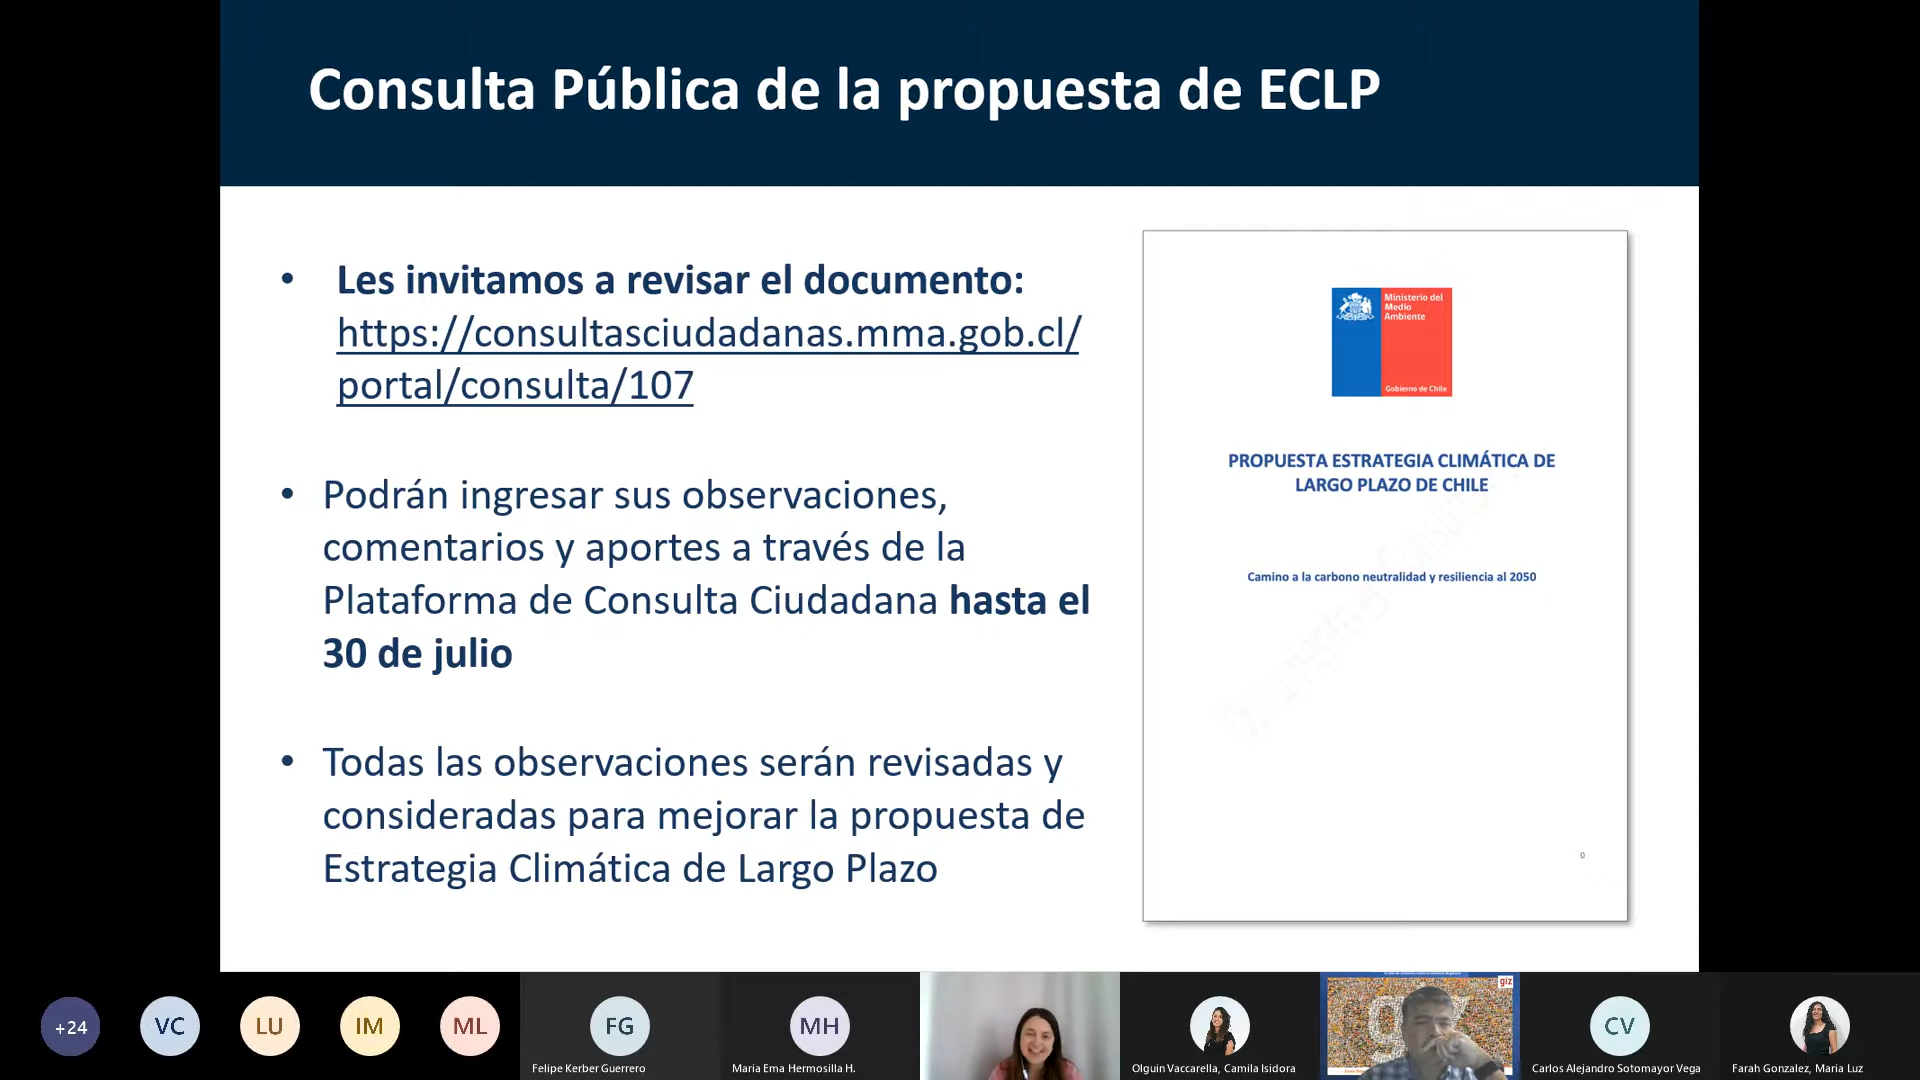 Consulta Pública de la propuesta de ECLP
• Les invitamos a revisar el documento:
https://consultasciudadanas.mma.gob.cl/
portal/consulta/107
• Podrán ingresar sus observaciones,
comentarios y aportes a través de la
Plataforma de Consulta Ciudadana hasta el
30 de julio
• Todas las observaciones serán revisadas y
consideradas para mejorar la propuesta de
Estrategia Climática de Largo Plazo
Ministerio del
Medio
Ambiente
Gobierno de Chile
PROPUESTA ESTRATEGIA CLIMÁTICA DE
LARGO PLAZO DE CHILE
Camino a la carbono neutralidad y resiliencia al 2050
0
+24
VC
LU
IM
ML
FG
Felipe Kerber Guerrero
MH
Maria Ema Hermosilla H.
Olguin Vaccarella, Camila Isidora
giz
CV
Carlos Alejandro Sotomayor Vega
Farah Gonzalez, Maria Luz